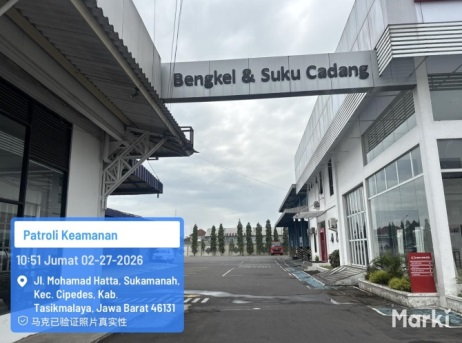 Bengkel & Suku Cadang
Patroli Keamanan
10:51 Jumat 02-27-2026
Jl. Mohamad Hatta, Sukamanah,
Kec. Cipedes, Kab.
Tasikmalaya, Jawa Barat 46131
马克已验证照片真实性
Marki